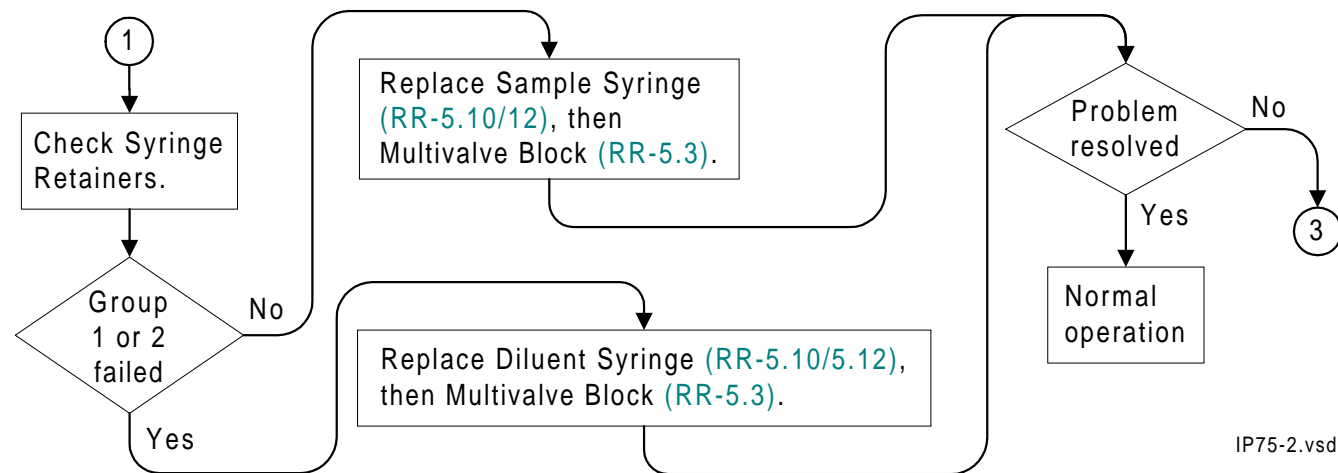 1
Check Syringe
Retainers.
Group
1 or 2
failed
No
Yes
Replace Sample Syringe
(RR-5.10/12), then
Multivalve Block (RR-5.3).
Replace Diluent Syringe (RR-5.10/5.12),
then Multivalve Block (RR-5.3).
Problem
resolved
No
Yes
3
Normal
operation
IP75-2.vsd